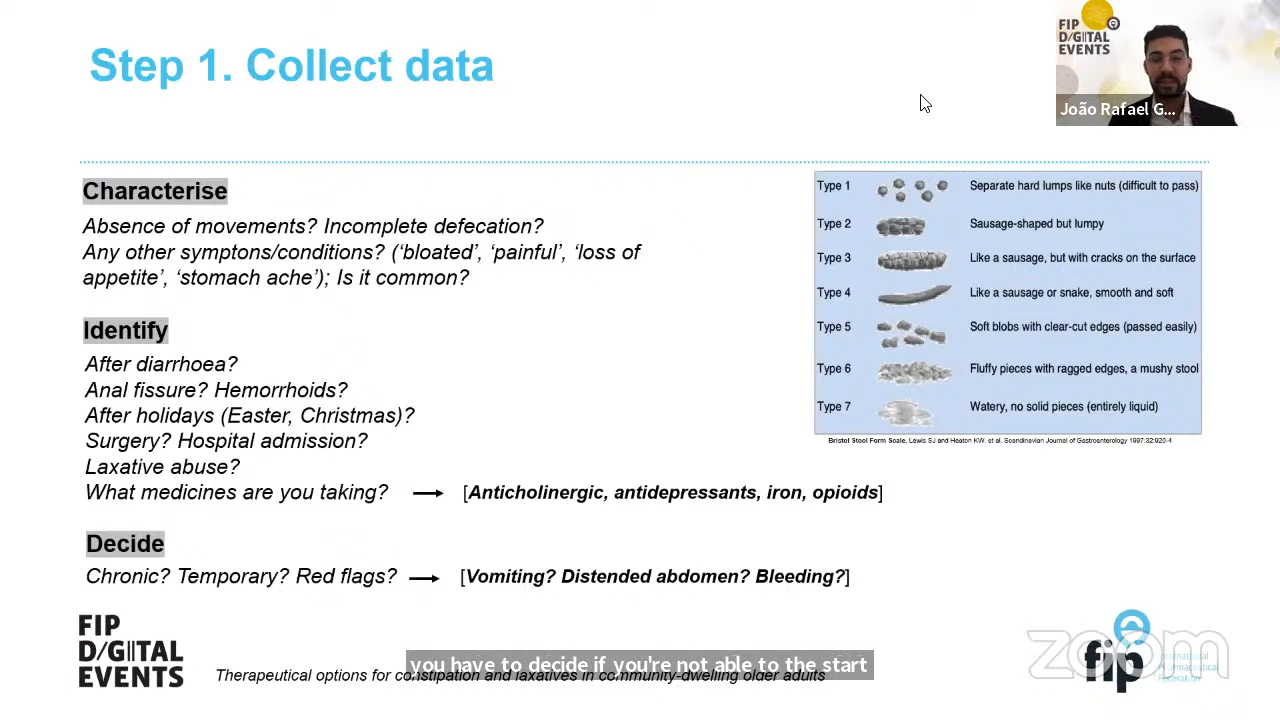 Step 1. Collect data
FIP
D/G|TAL
EVENTS
João Rafael G...
Characterise
Absence of movements? Incomplete defecation?
Any other symptons/conditions? (‘bloated’, ‘painful’, ‘loss of
appetite’, ‘stomach ache’); Is it common?
Identify
After diarrhoea?
Anal fissure? Hemorrhoids?
After holidays (Easter, Christmas)?
Surgery? Hospital admission?
Laxative abuse?
What medicines are you taking? → [Anticholinergic, antidepressants, iron, opioids]
Decide
Chronic? Temporary? Red flags? → [Vomiting? Distended abdomen? Bleeding?]
Type 1 Separate hard lumps like nuts (difficult to pass)
Type 2 Sausage-shaped but lumpy
Type 3 Like a sausage, but with cracks on the surface
Type 4 Like a sausage or snake, smooth and soft
Type 5 Soft blobs with clear-cut edges (passed easily)
Type 6 Fluffy pieces with ragged edges, a mushy stool
Type 7 Watery, no solid pieces (entirely liquid)
Bristol Stool Form Scale, Lewis SJ and Heaton KW, et al. Scandinavian Journal of Gastroenterology 1997;32:920-4
FIP
D/G|TAL
EVENTS
you have to decide if you're not able to the start
Therapeutical options for constipation and laxatives in community-dwelling older adults
zoom
fip
International
Pharmaceutical
Federation